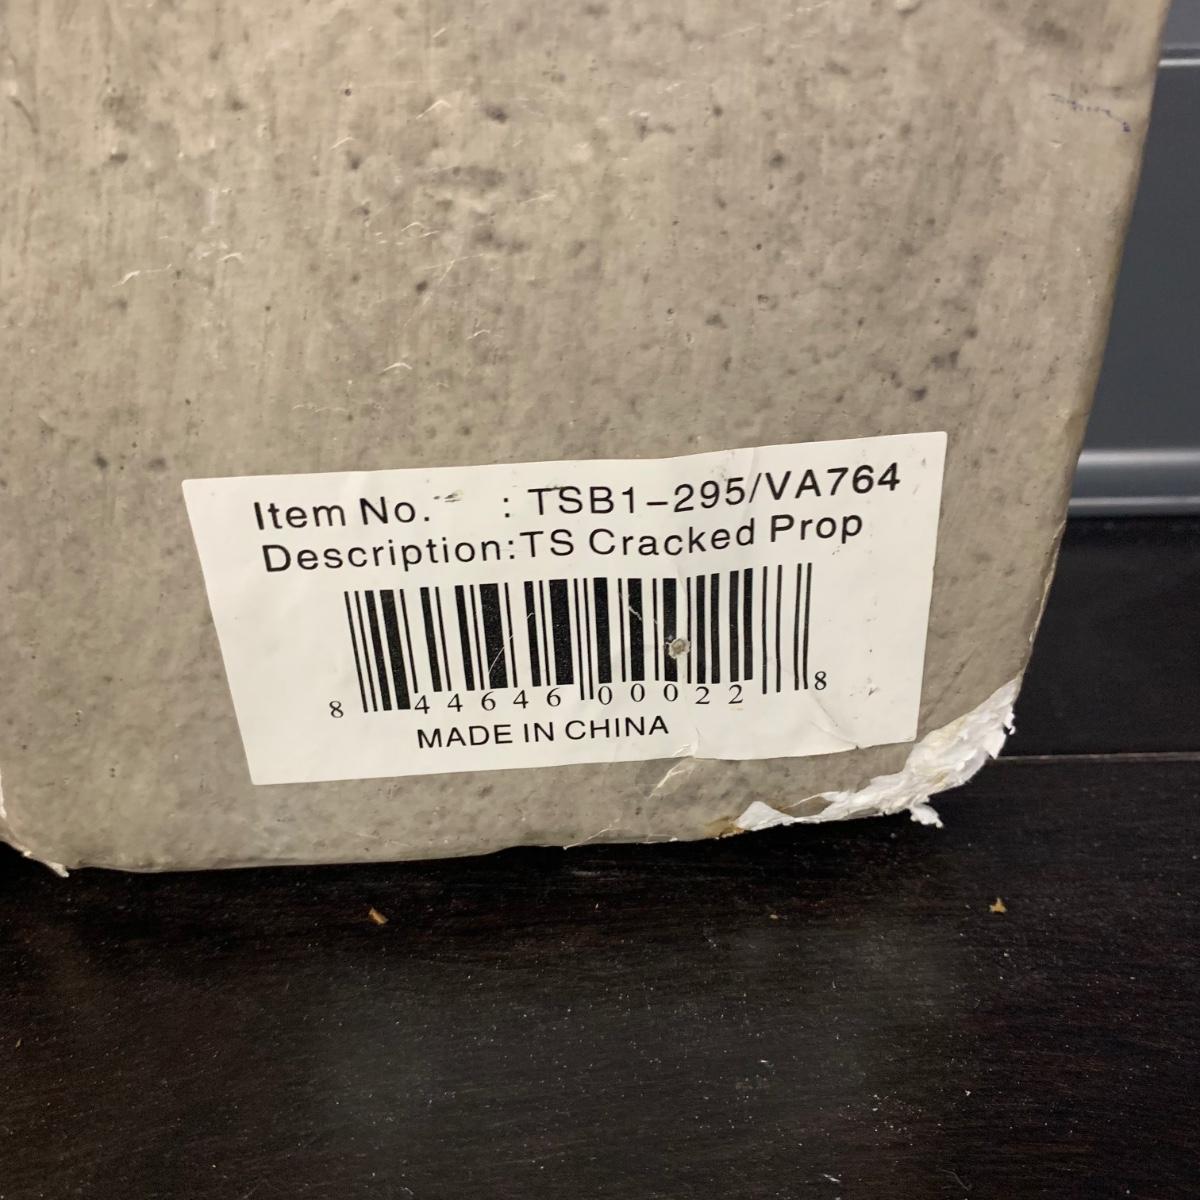 Item No. : TSB1-295/VA764
Description:TS Cracked Prop
8 44646 00022 8
MADE IN CHINA